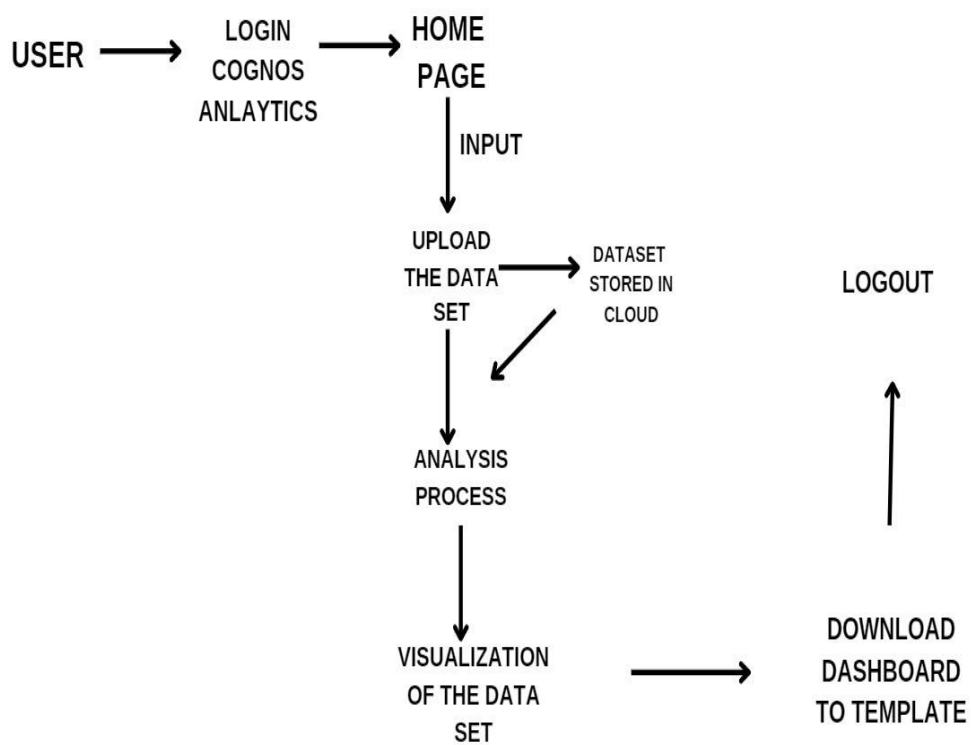 USER
LOGIN
COGNOS
ANLAYTICS
HOME
PAGE
INPUT
UPLOAD
THE DATA
SET
DATASET
STORED IN
CLOUD
LOGOUT
ANALYSIS
PROCESS
VISUALIZATION
OF THE DATA
SET
DOWNLOAD
DASHBOARD
TO TEMPLATE